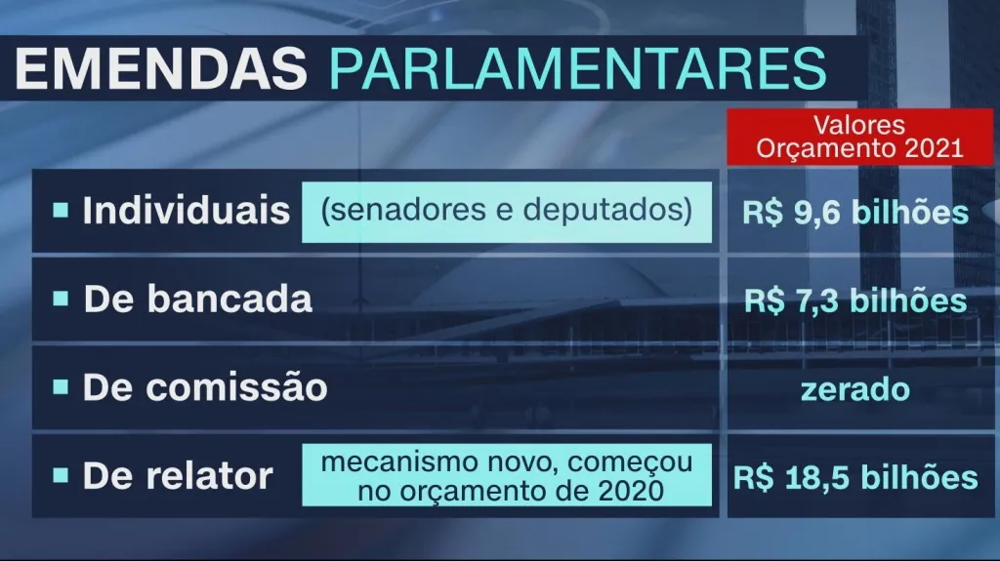 EMENDAS PARLAMENTARES
Valores
Orçamento 2021
Individuais (senadores e deputados) R$ 9,6 bilhões
De bancada R$ 7,3 bilhões
De comissão zerado
De relator mecanismo novo, começou
no orçamento de 2020 R$ 18,5 bilhões